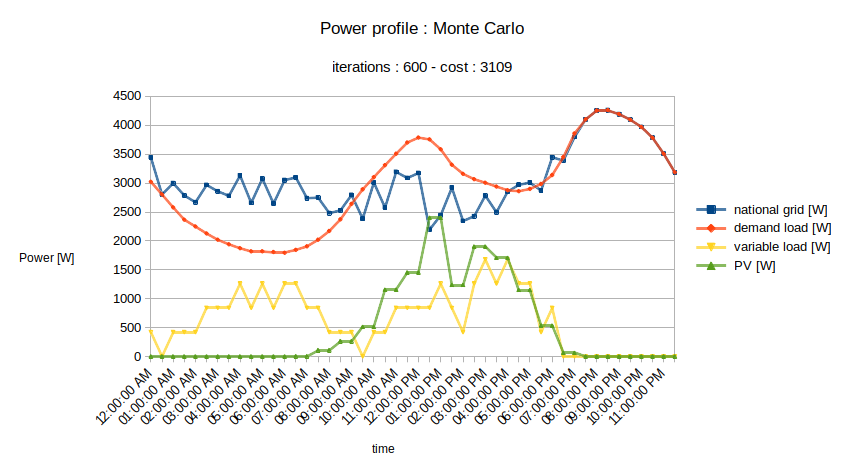 Power profile : Monte Carlo
iterations : 600 - cost : 3109
4500
4000
3500
3000
2500
2000
1500
1000
500
0
Power [W]
12:00:00 AM
01:00:00 AM
02:00:00 AM
03:00:00 AM
04:00:00 AM
05:00:00 AM
06:00:00 AM
07:00:00 AM
08:00:00 AM
09:00:00 AM
10:00:00 AM
11:00:00 AM
12:00:00 PM
01:00:00 PM
02:00:00 PM
03:00:00 PM
04:00:00 PM
05:00:00 PM
06:00:00 PM
07:00:00 PM
08:00:00 PM
09:00:00 PM
10:00:00 PM
11:00:00 PM
time
national grid [W]
demand load [W]
variable load [W]
PV [W]